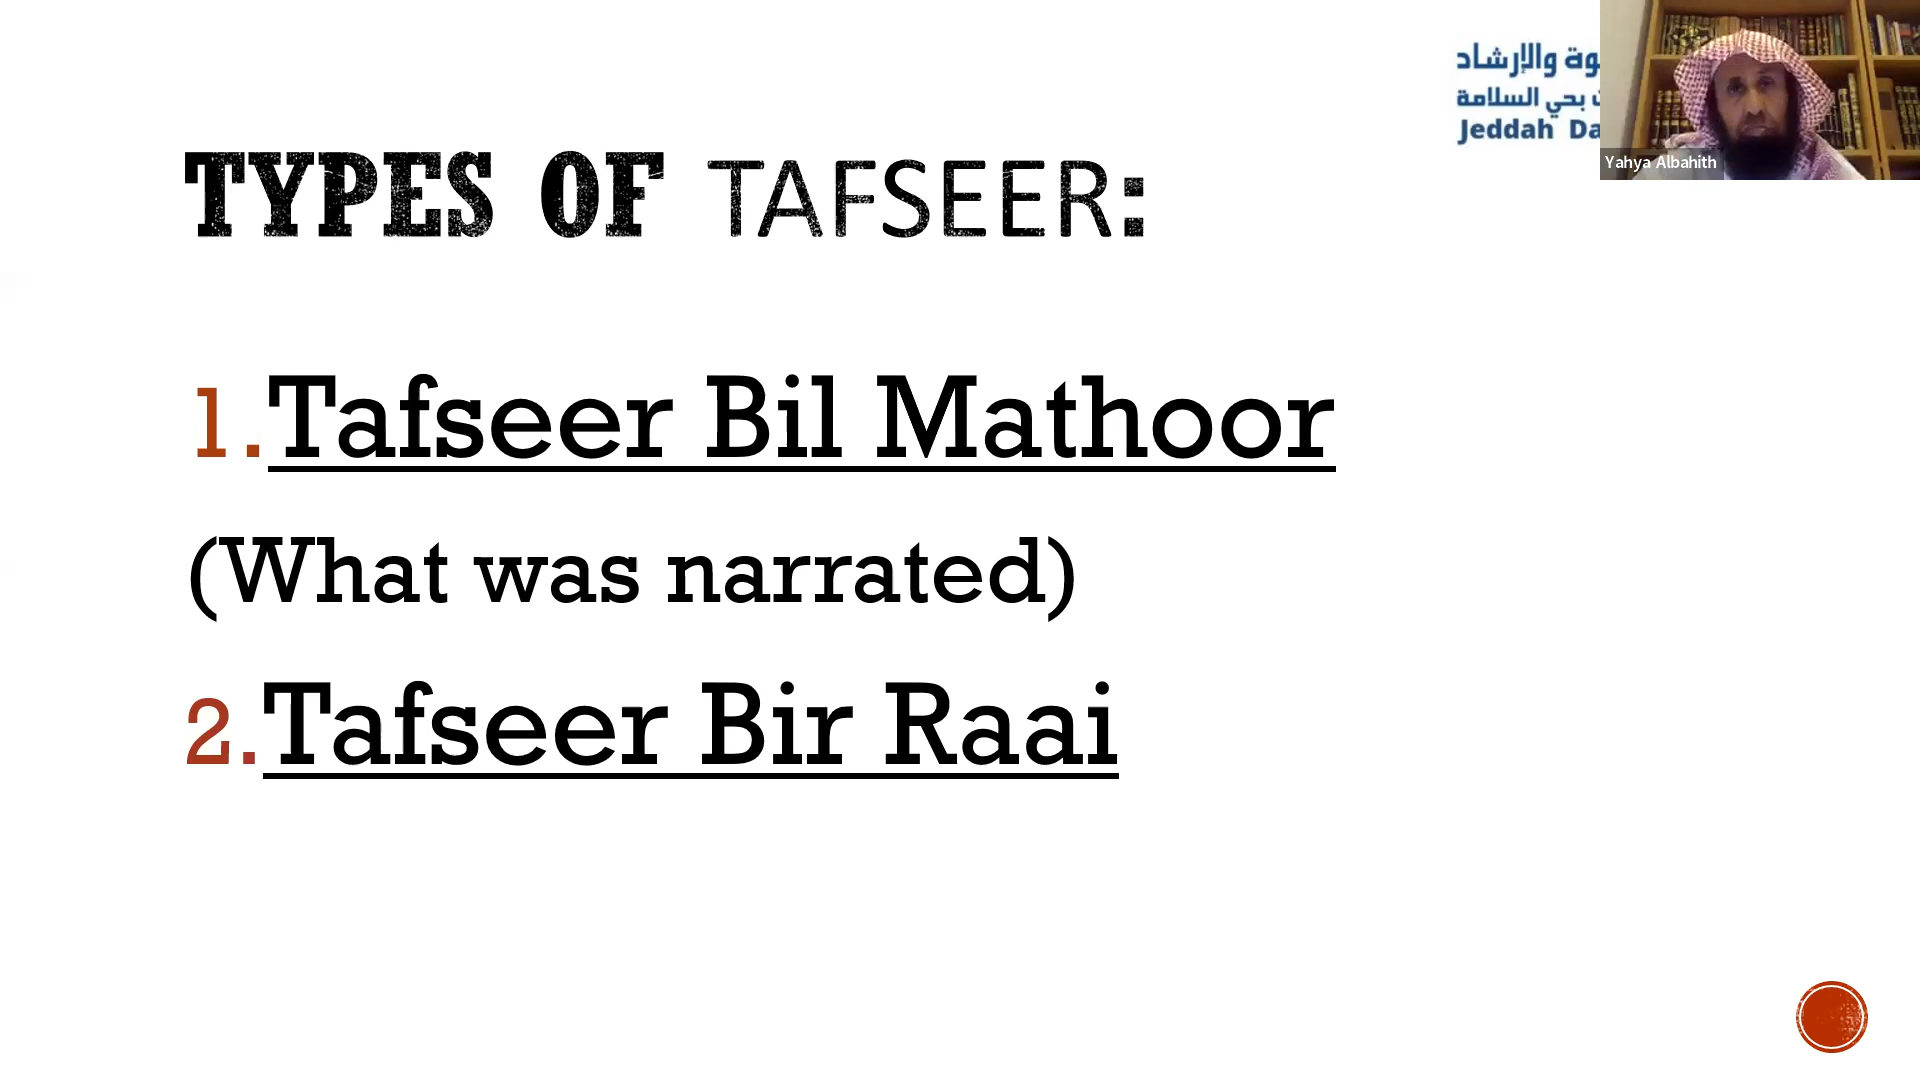 وة والإرشاد
بحي السلامة
Jeddah Da
Yahya Albahith
TYPES OF TAFSEER:
1.Tafseer Bil Mathoor
(What was narrated)
2.Tafseer Bir Raai